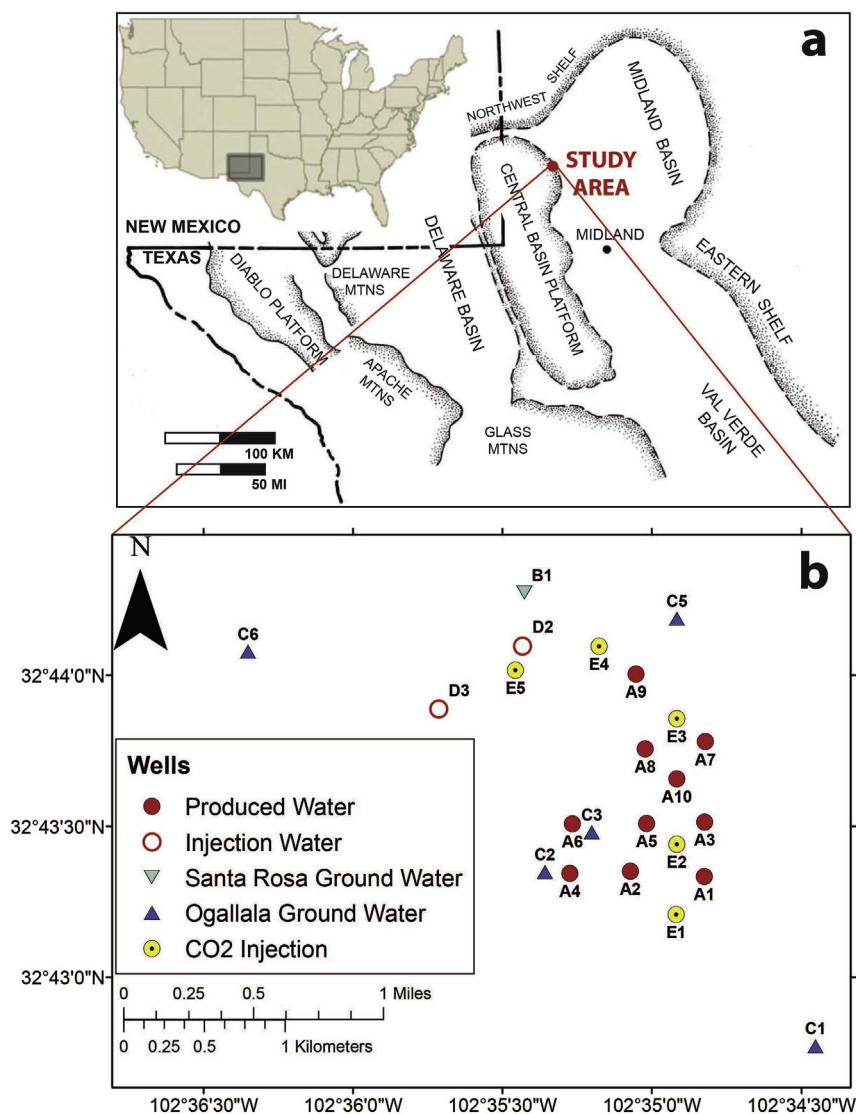 a
NORTHWEST SHELF
MIDLAND BASIN
STUDY
AREA
CENTRAL BASIN PLATFORM
NEW MEXICO
TEXAS
DELAWARE BASIN
MIDLAND
DIABLO PLATFORM
DELAWARE
MTNS
EASTERN SHELF
APACHE
MTNS
VAL VERDE
BASIN
GLASS
MTNS
100 KM
50 MI
b
N
B1
C5
D2
C6
E4
32°44'0"N
E5
A9
D3
E3
A7
A8
A10
Wells
Produced Water
Injection Water
Santa Rosa Ground Water
Ogallala Ground Water
CO2 Injection
32°43'30"N
C3
A6
A5
A3
C2
E2
A4
A2
A1
E1
32°43'0"N
0 0.25 0.5 1 Miles
0 0.25 0.5 1 Kilometers
C1
102°36'30"W 102°36'0"W 102°35'30"W 102°35'0"W 102°34'30"W